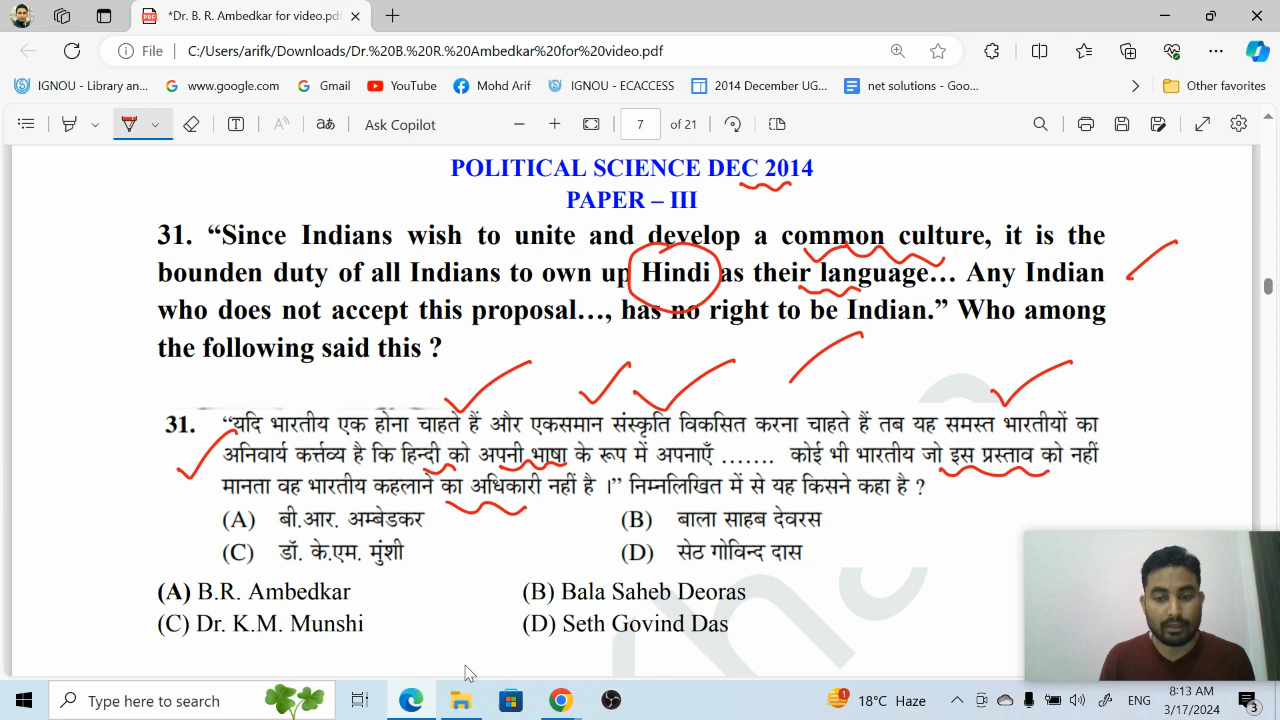 *Dr. B. R. Ambedkar for video.pdf
File C:/Users/arifk/Downloads/Dr.%20B.%20R.%20Ambedkar%20for%20video.pdf
IGNOU - Library an... www.google.com Gmail YouTube Mohd Arif IGNOU - ECACCESS 2014 December UG... net solutions - Goo... Other favorites
Ask Copilot 7 of 21
POLITICAL SCIENCE DEC 2014
PAPER – III
31. “Since Indians wish to unite and develop a common culture, it is the
bounden duty of all Indians to own up Hindi as their language… Any Indian
who does not accept this proposal…, has no right to be Indian.” Who among
the following said this ?
31. “यदि भारतीय एक होना चाहते हैं और एकसमान संस्कृति विकसित करना चाहते हैं तब यह समस्त भारतीयों का
अनिवार्य कर्त्तव्य है कि हिन्दी को अपनी भाषा के रूप में अपनाएँ ....... कोई भी भारतीय जो इस प्रस्ताव को नहीं
मानता वह भारतीय कहलाने का अधिकारी नहीं है ।” निम्नलिखित में से यह किसने कहा है ?
(A) बी.आर. अम्बेडकर (B) बाला साहब देवरस
(C) डॉ. के.एम. मुंशी (D) सेठ गोविन्द दास
(A) B.R. Ambedkar (B) Bala Saheb Deoras
(C) Dr. K.M. Munshi (D) Seth Govind Das
Type here to search 18°C Haze ENG 8:13 AM
3/17/2024 3